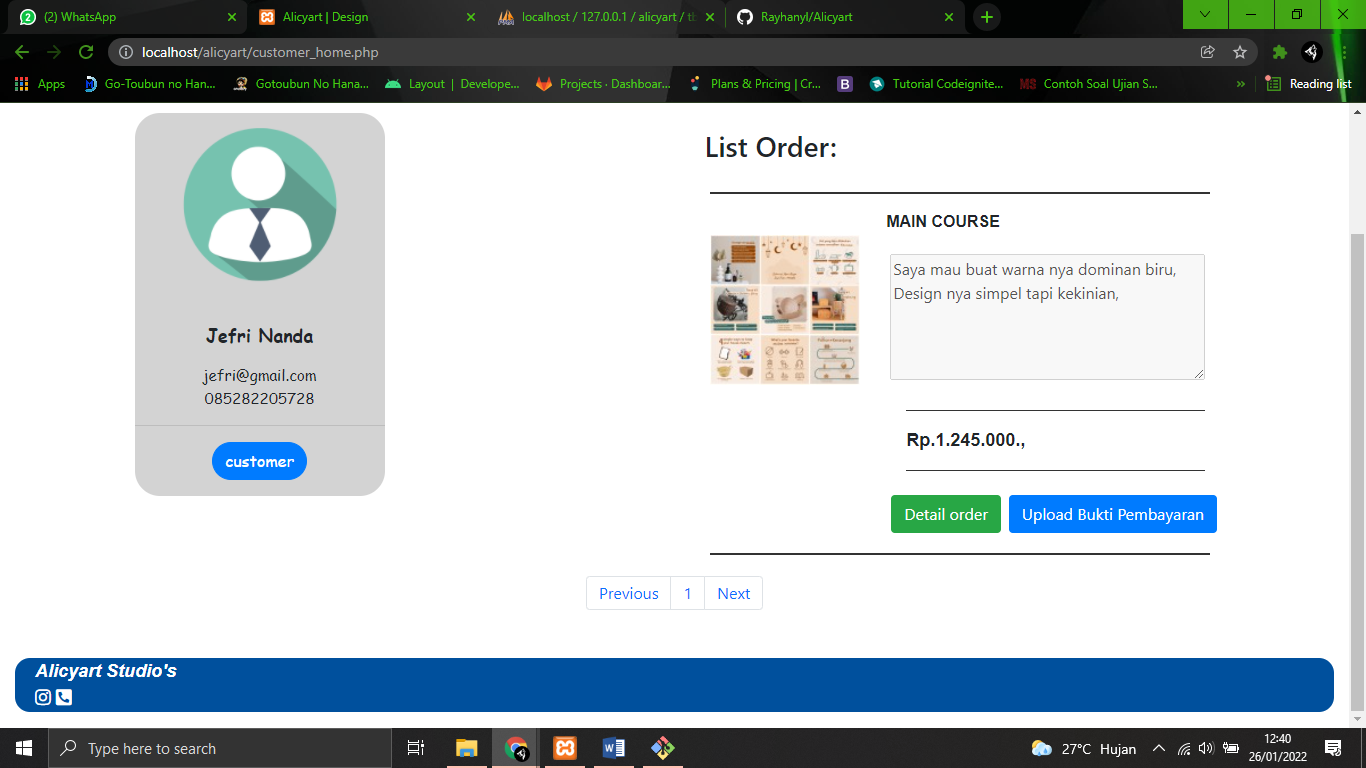 (2) WhatsApp
Alicyart | Design
localhost / 127.0.0.1 / alicyart / tb
Rayhanyl/Alicyart
localhost/alicyart/customer_home.php
Apps
Go-Toubun no Han...
Gotoubun No Hana...
Layout | Develope...
Projects · Dashboar...
Plans & Pricing | Cr...
B
Tutorial Codeignite...
MS
Contoh Soal Ujian S...
»
Reading list
Jefri Nanda
jefri@gmail.com
085282205728
customer
List Order:
MAIN COURSE
Saya mau buat warna nya dominan biru,
Design nya simpel tapi kekinian,
Rp.1.245.000.,
Detail order
Upload Bukti Pembayaran
Previous
1
Next
Alicyart Studio's
Type here to search
27°C Hujan
12:40
26/01/2022